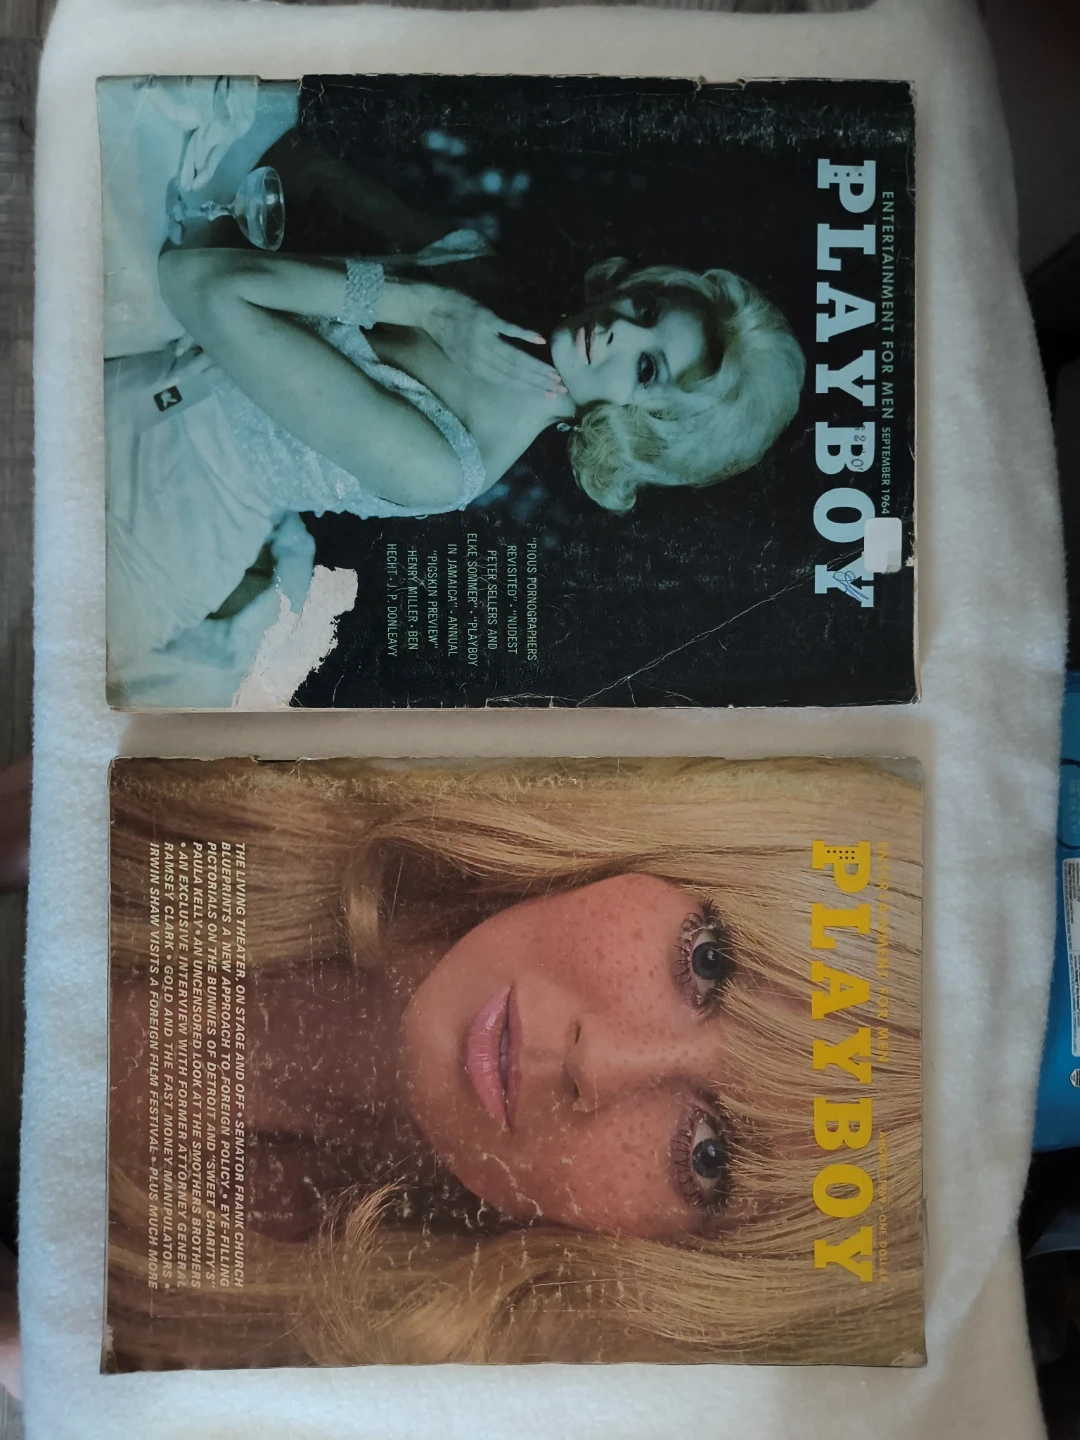 ENTERTAINMENT FOR MEN SEPTEMBER 1964
PLAYBOY
"PIOUS PORNOGRAPHERS
REVISITED" · "NUDEST
PETER SELLERS AND
ELKE SOMMER" · "PLAYBOY
IN JAMAICA" · ANNUAL
"PIGSKIN PREVIEW"
HENRY MILLER · BEN
HECHT · J. P. DONLEAVY
ENTERTAINMENT FOR MEN
PLAYBOY
THE LIVING THEATER, ON STAGE AND OFF • SENATOR FRANK CHURCH
BLUEPRINTS A NEW APPROACH TO FOREIGN POLICY • EYE-FILLING
PICTORIALS ON THE BUNNIES OF DETROIT AND "SWEET CHARITY'S"
PAULA KELLY • AN UNCENSORED LOOK AT THE SMOTHERS BROTHERS
• AN EXCLUSIVE INTERVIEW WITH FORMER ATTORNEY GENERAL
RAMSEY CLARK • GOLD AND THE FAST MONEY MANIPULATORS •
IRWIN SHAW VISITS A FOREIGN FILM FESTIVAL • PLUS MUCH MORE